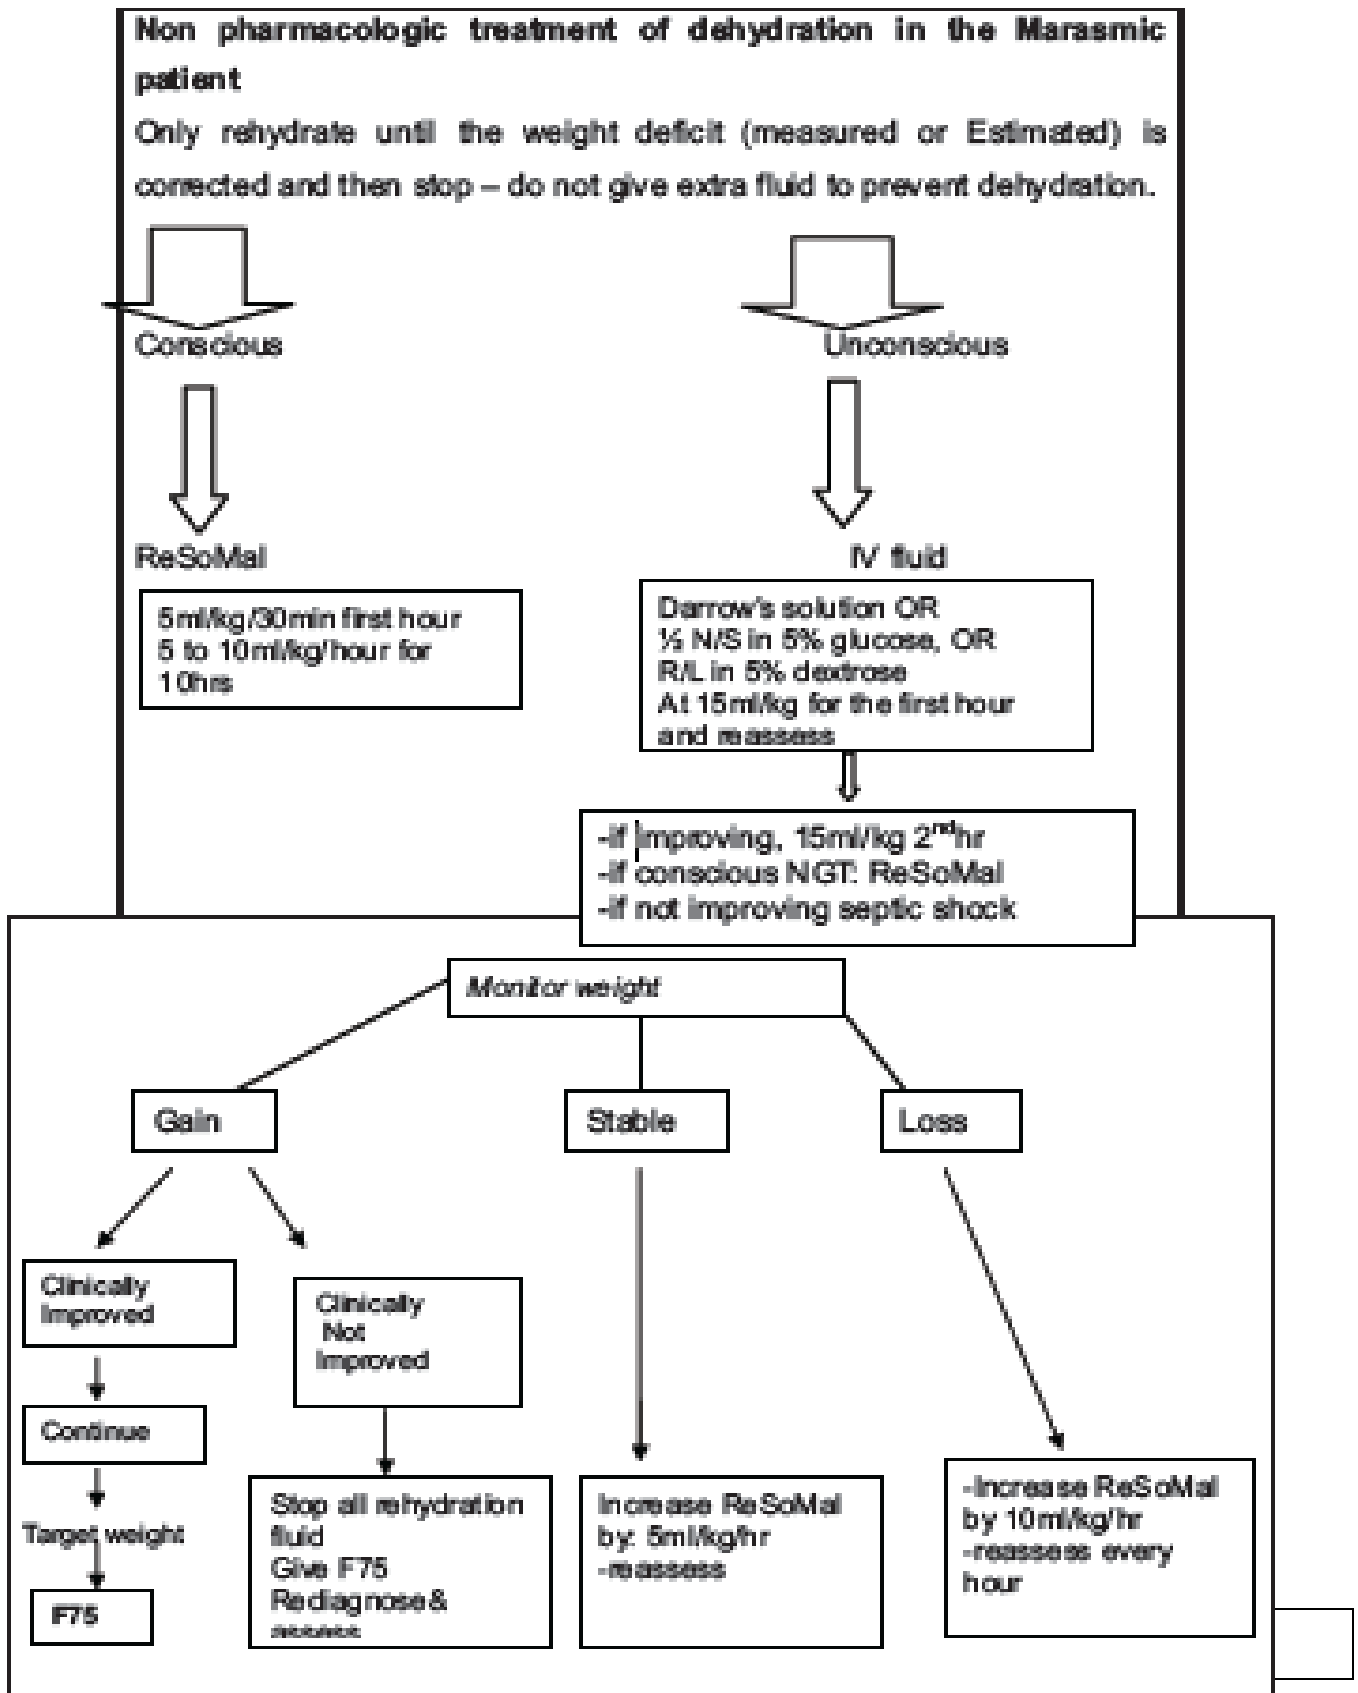 Non pharmacologic treatment of dehydration in the Marasmic
patient
Only rehydrate until the weight deficit (measured or Estimated) is
corrected and then stop – do not give extra fluid to prevent dehydration.
Conscious
Unconscious
ReSoMal
IV fluid
5ml/kg/30min first hour
5 to 10ml/kg/hour for
10hrs
Darrow's solution OR
½ N/S in 5% glucose, OR
R/L in 5% dextrose
At 15ml/kg for the first hour
and reassess
-if improving, 15ml/kg 2nd hr
-if conscious NGT: ReSoMal
-if not improving septic shock
Monitor weight
Gain
Stable
Loss
Clinically
Improved
Clinically
Not
Improved
Continue
Target weight
F75
Stop all rehydration
fluid
Give F75
Rediagnose&
assess
Increase ReSoMal
by: 5ml/kg/hr
-reassess
-Increase ReSoMal
by 10ml/kg/hr
-reassess every
hour